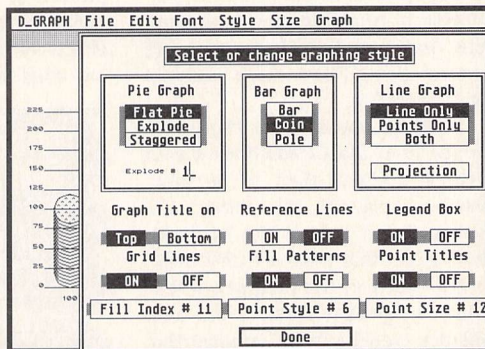 D_GRAPH File Edit Font Style Size Graph
Select or change graphing style
Pie Graph Bar Graph Line Graph
Flat Pie Bar Line Only
Explode Coin Points Only
Staggered Pole Both
Explode # 1_ Projection
Graph Title on Reference Lines Legend Box
Top Bottom ON OFF ON OFF
Grid Lines Fill Patterns Point Titles
ON OFF ON OFF ON OFF
Fill Index # 11 Point Style # 6 Point Size # 12
Done
225
200
175
150
125
100
75
50
25
0
100